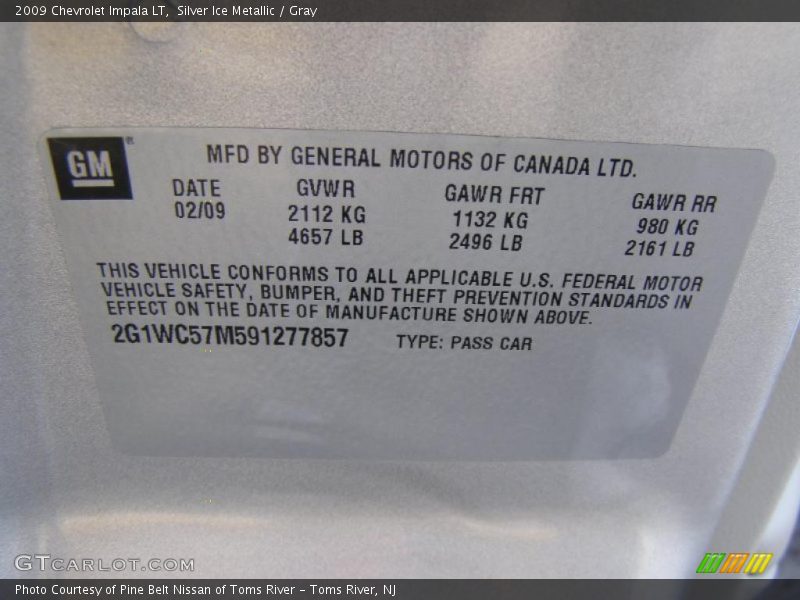 2009 Chevrolet Impala LT, Silver Ice Metallic / Gray
GM®
MFD BY GENERAL MOTORS OF CANADA LTD.
DATE GVWR GAWR FRT GAWR RR
02/09 2112 KG 1132 KG 980 KG
4657 LB 2496 LB 2161 LB
THIS VEHICLE CONFORMS TO ALL APPLICABLE U.S. FEDERAL MOTOR
VEHICLE SAFETY, BUMPER, AND THEFT PREVENTION STANDARDS IN
EFFECT ON THE DATE OF MANUFACTURE SHOWN ABOVE.
2G1WC57M591277857 TYPE: PASS CAR
GTCARLOT.COM
Photo Courtesy of Pine Belt Nissan of Toms River – Toms River, NJ